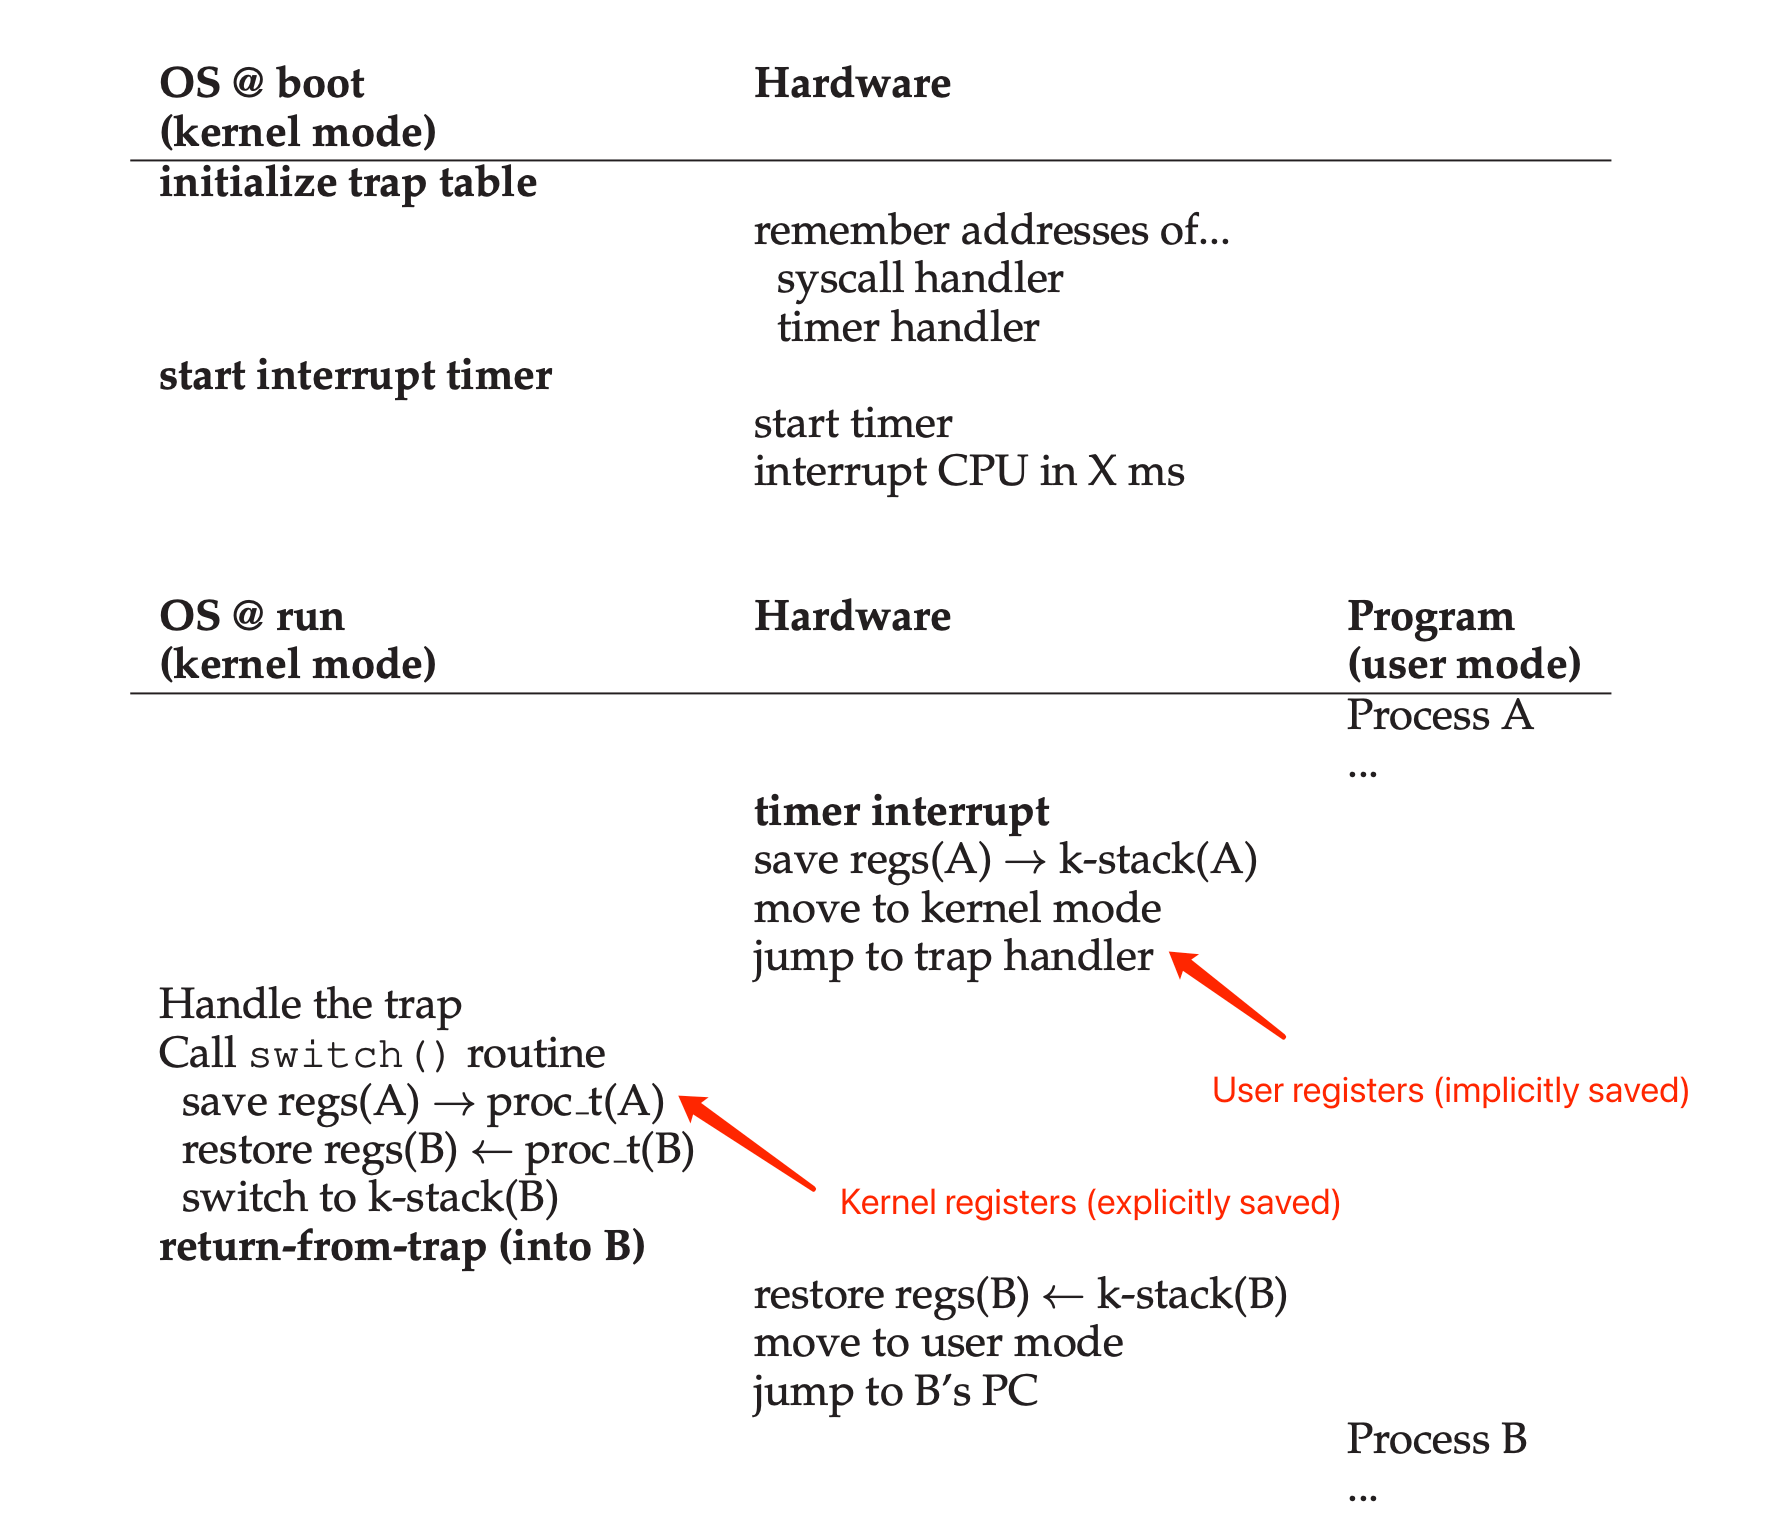 OS @ boot Hardware
(kernel mode)
initialize trap table
remember addresses of...
syscall handler
timer handler
start interrupt timer
start timer
interrupt CPU in X ms
OS @ run Hardware Program
(kernel mode) (user mode)
Process A
...
timer interrupt
save regs(A) → k-stack(A)
move to kernel mode
jump to trap handler
Handle the trap
Call switch() routine
User registers (implicitly saved)
save regs(A) → proc_t(A)
restore regs(B) ← proc_t(B)
switch to k-stack(B)
Kernel registers (explicitly saved)
return-from-trap (into B)
restore regs(B) ← k-stack(B)
move to user mode
jump to B’s PC
Process B
...